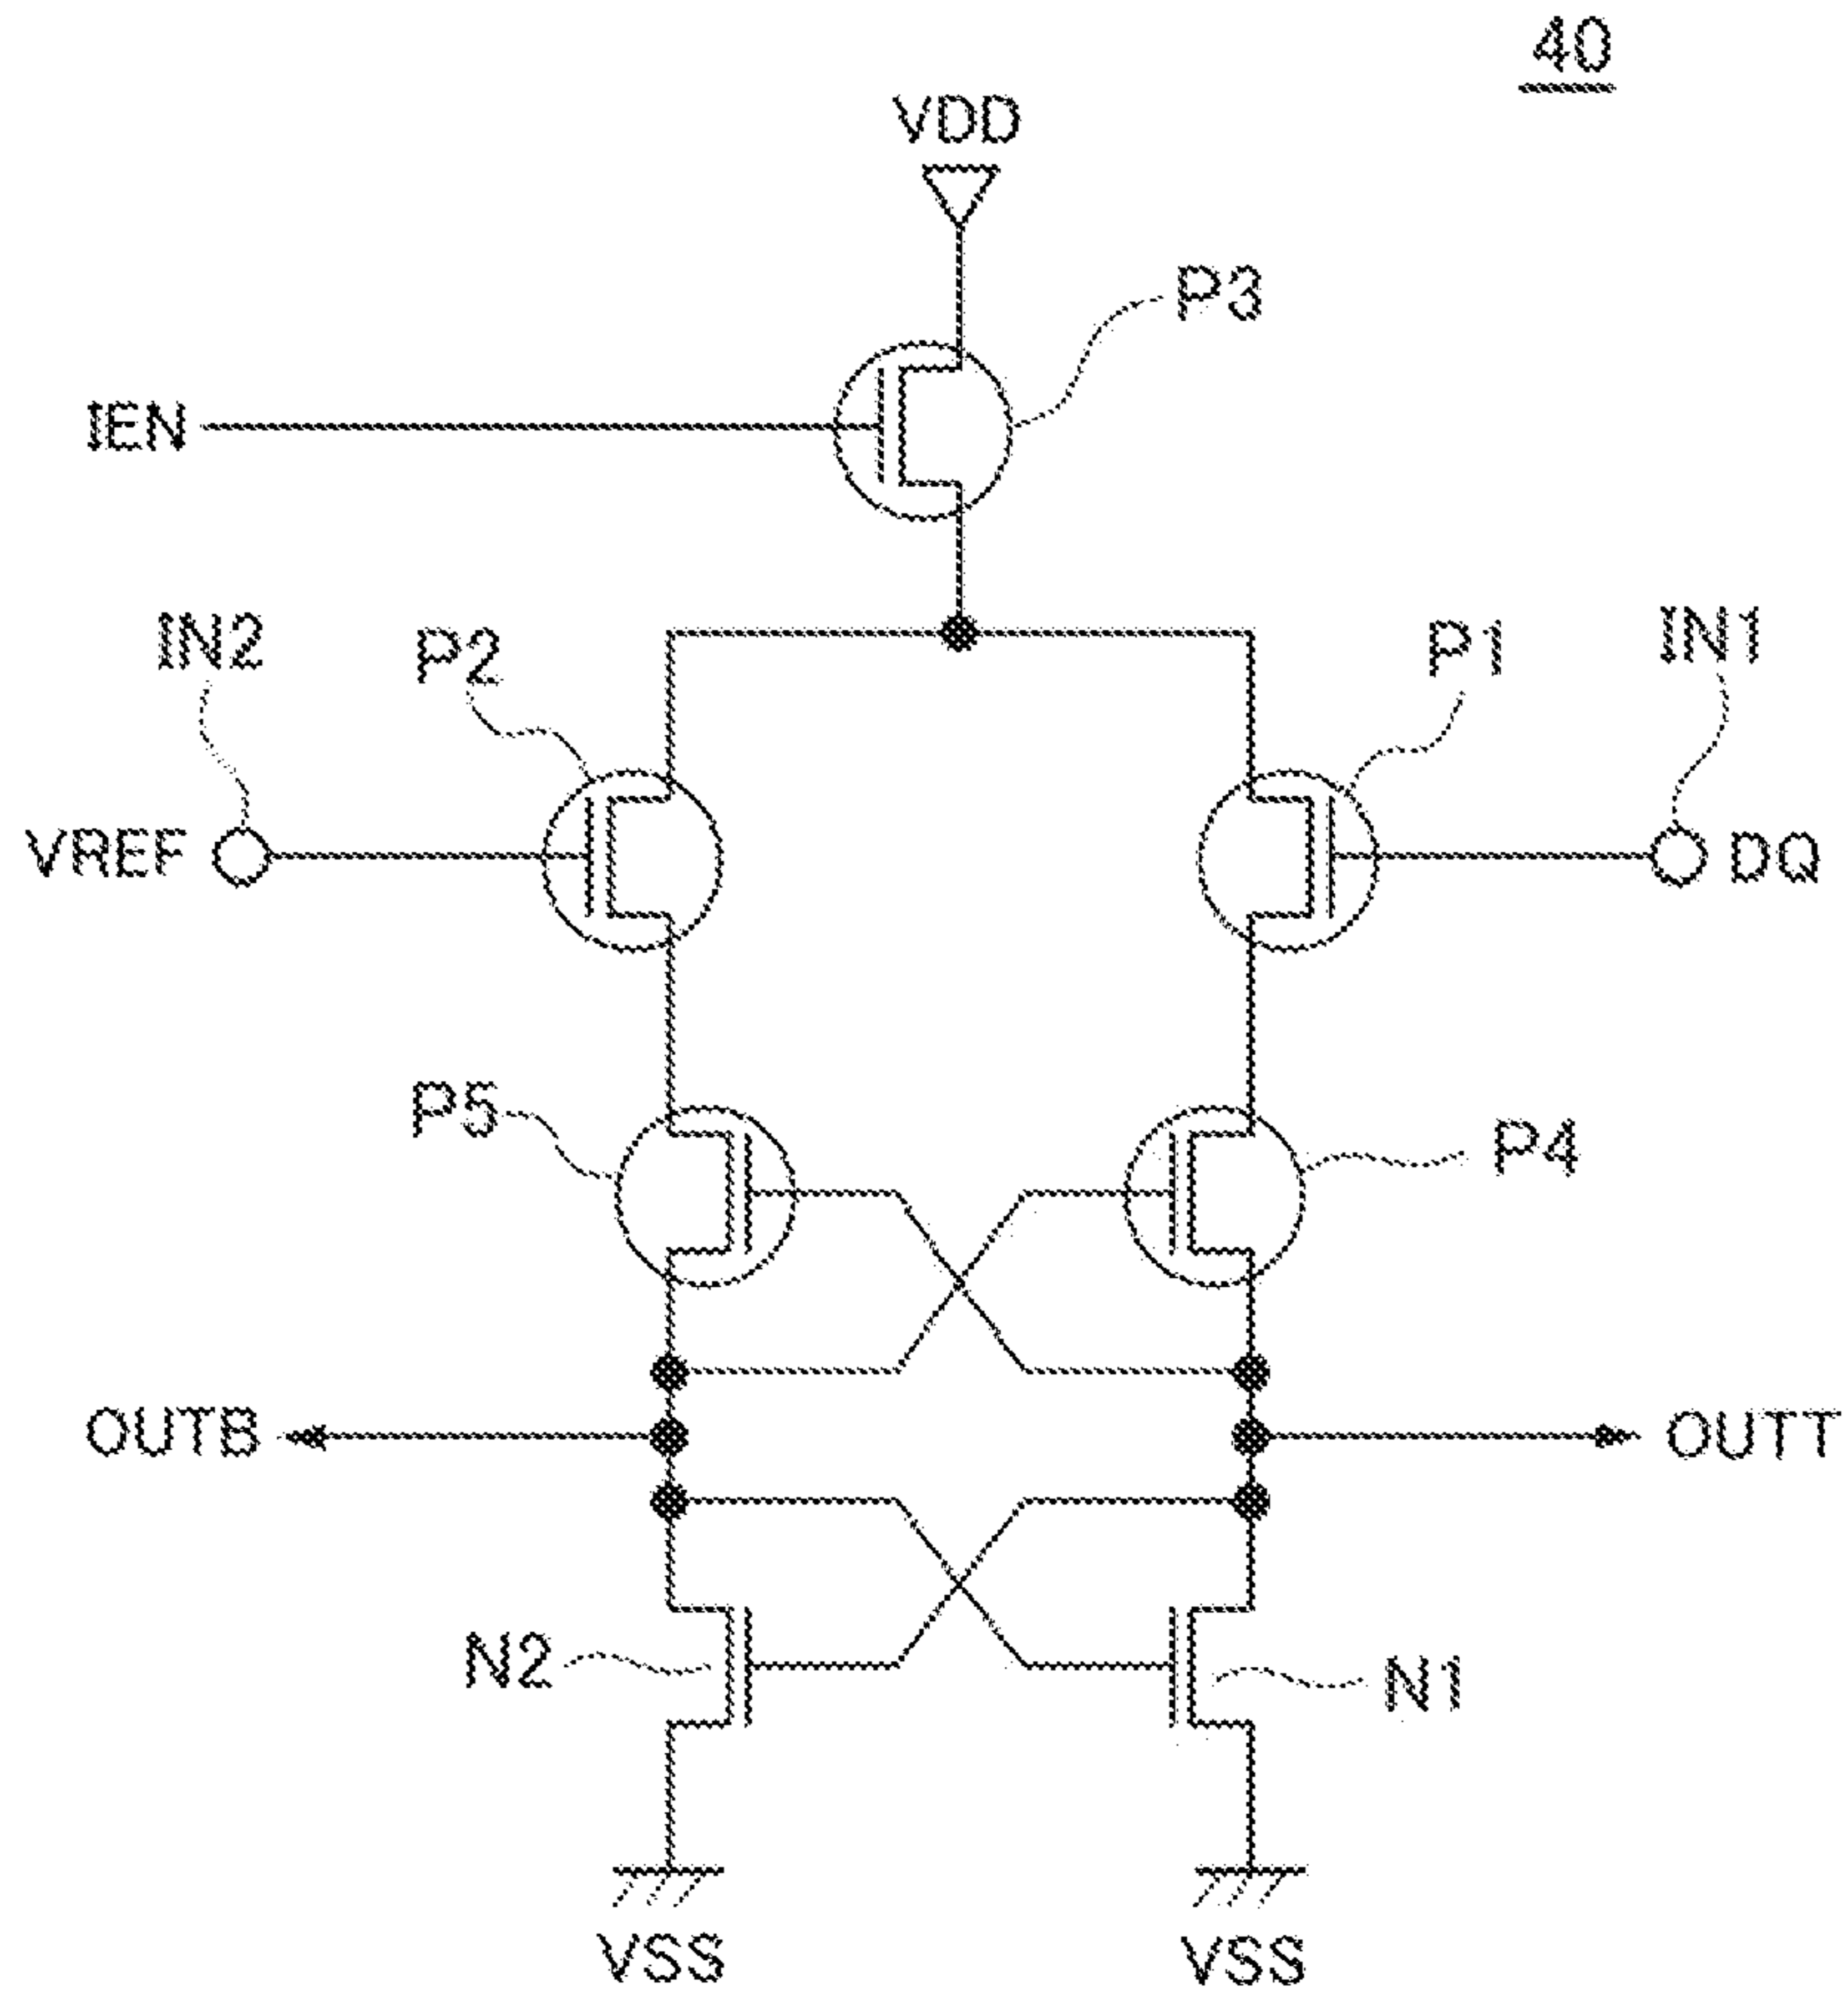 40
VDD
P3
IEN
IN2
P2
P1
IN1
VREF
DQ
P5
P4
OUTB
OUTT
N2
N1
VSS
VSS